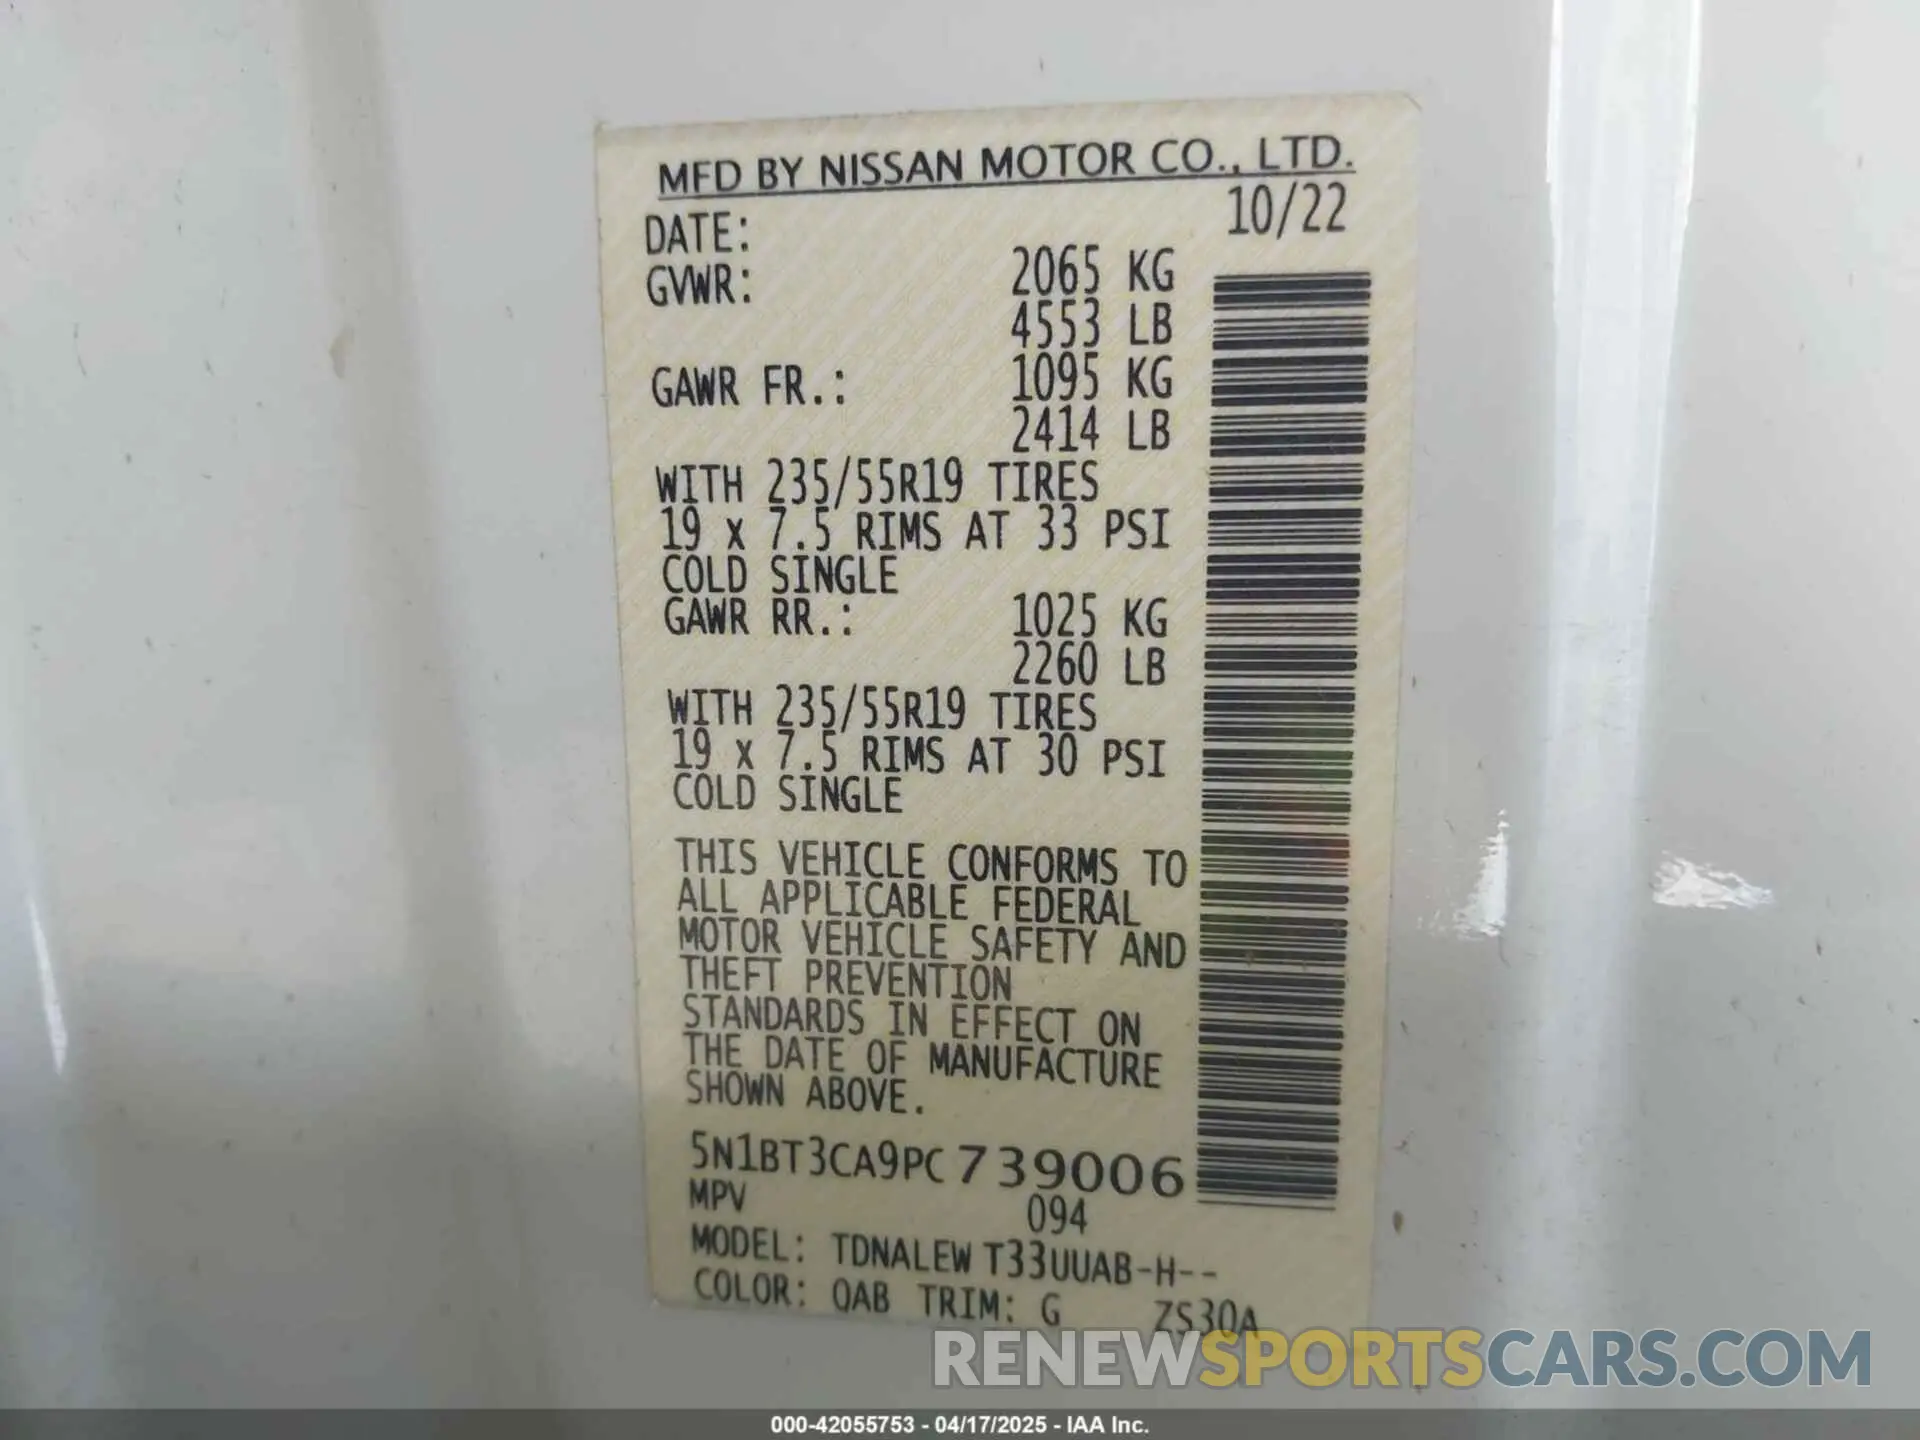 MFD BY NISSAN MOTOR CO., LTD.
DATE: 10/22
GVWR: 2065 KG
4553 LB
GAWR FR.: 1095 KG
2414 LB
WITH 235/55R19 TIRES
19 x 7.5 RIMS AT 33 PSI
COLD SINGLE
GAWR RR.: 1025 KG
2260 LB
WITH 235/55R19 TIRES
19 x 7.5 RIMS AT 30 PSI
COLD SINGLE
THIS VEHICLE CONFORMS TO
ALL APPLICABLE FEDERAL
MOTOR VEHICLE SAFETY AND
THEFT PREVENTION
STANDARDS IN EFFECT ON
THE DATE OF MANUFACTURE
SHOWN ABOVE.
5N1BT3CA9PC739006
MPV 094
MODEL: TDNALEW T33UUAB-H--
COLOR: QAB TRIM: G ZS30A
RENEWSPORTSCARS.COM
000-42055753 - 04/17/2025 - IAA Inc.